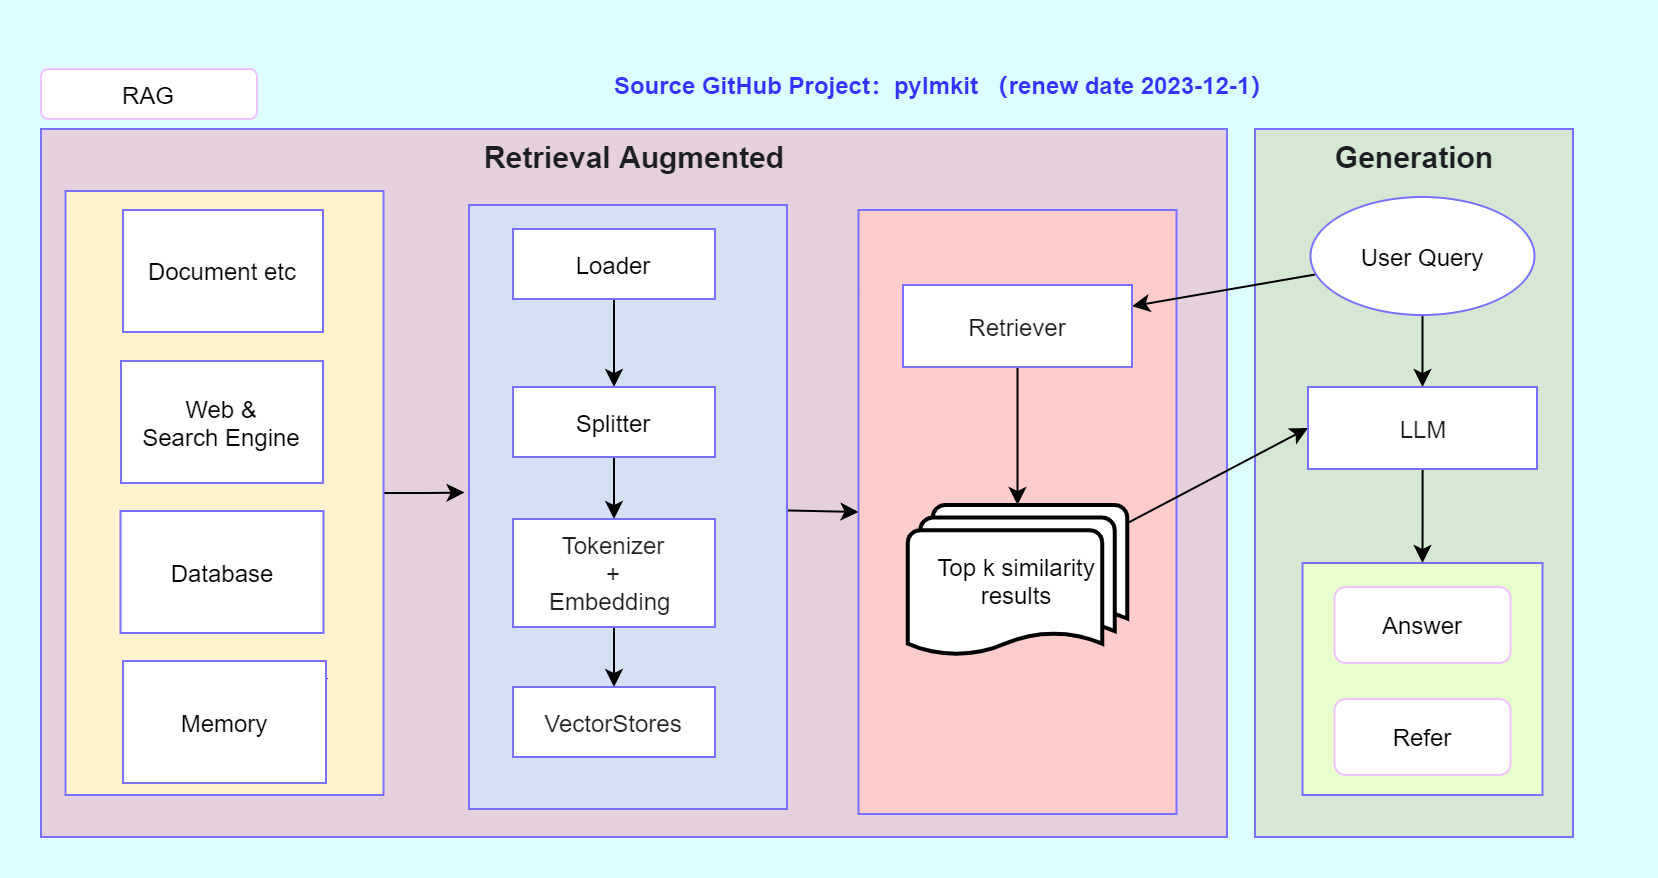 RAG
Source GitHub Project：pylmkit （renew date 2023-12-1）
Retrieval Augmented
Document etc
Web &
Search Engine
Database
Memory
Loader
Splitter
Tokenizer
+
Embedding
VectorStores
Retriever
Top k similarity
results
Generation
User Query
LLM
Answer
Refer